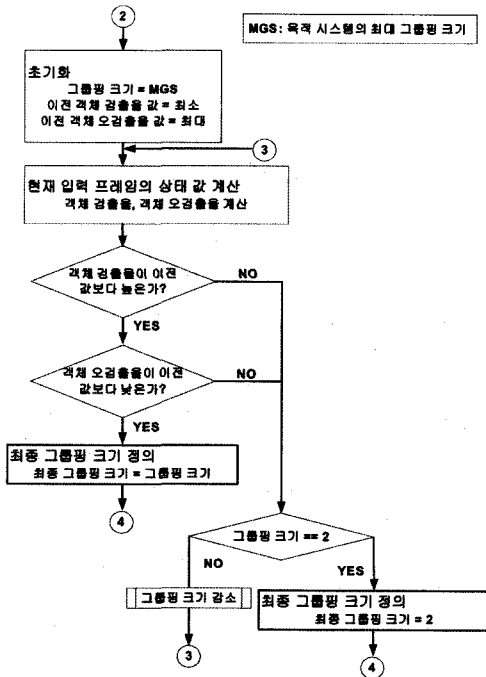 2
MGS: 목적 시스템의 최대 그룹핑 크기
초기화
그룹핑 크기 = MGS
이전 객체 검출율 값 = 최소
이전 객체 오검출율 값 = 최대
3
현재 입력 프레임의 상태 값 계산
객체 검출율, 객체 오검출율 계산
객체 검출율이 이전
값보다 높은가?
NO
YES
객체 오검출율이 이전
값보다 낮은가?
NO
YES
최종 그룹핑 크기 정의
최종 그룹핑 크기 = 그룹핑 크기
4
그룹핑 크기 == 2
NO
YES
그룹핑 크기 감소
최종 그룹핑 크기 정의
최종 그룹핑 크기 = 2
3
4